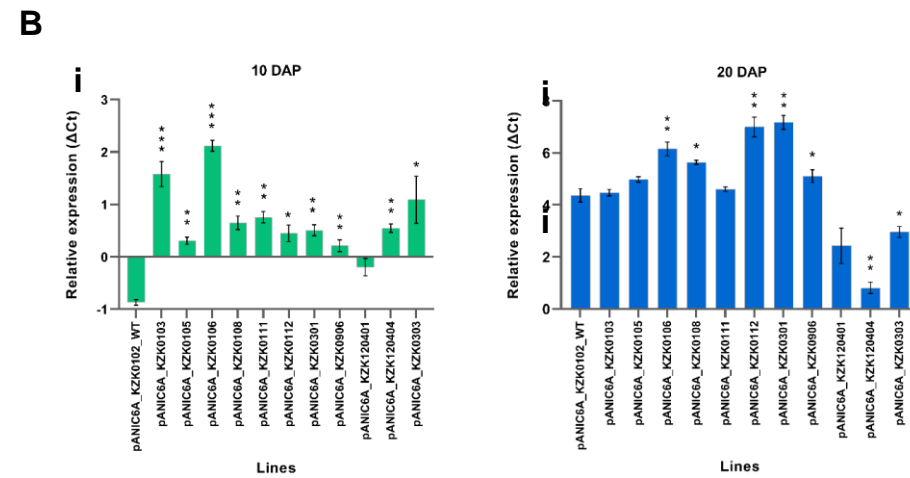 B
i
10 DAP
Relative expression (ΔCt)
3
2
1
0
-1
***
**
***
**
**
*
**
**
**
*
pANIC6A_KZK0102_WT
pANIC6A_KZK0103
pANIC6A_KZK0105
pANIC6A_KZK0106
pANIC6A_KZK0108
pANIC6A_KZK0111
pANIC6A_KZK0112
pANIC6A_KZK0301
pANIC6A_KZK0906
pANIC6A_KZK120401
pANIC6A_KZK120404
pANIC6A_KZK0303
Lines
i
i
20 DAP
Relative expression (ΔCt)
8
6
4
2
0
**
*
**
**
*
**
*
pANIC6A_KZK0102_WT
pANIC6A_KZK0103
pANIC6A_KZK0105
pANIC6A_KZK0106
pANIC6A_KZK0108
pANIC6A_KZK0111
pANIC6A_KZK0112
pANIC6A_KZK0301
pANIC6A_KZK0906
pANIC6A_KZK120401
pANIC6A_KZK120404
pANIC6A_KZK0303
Lines